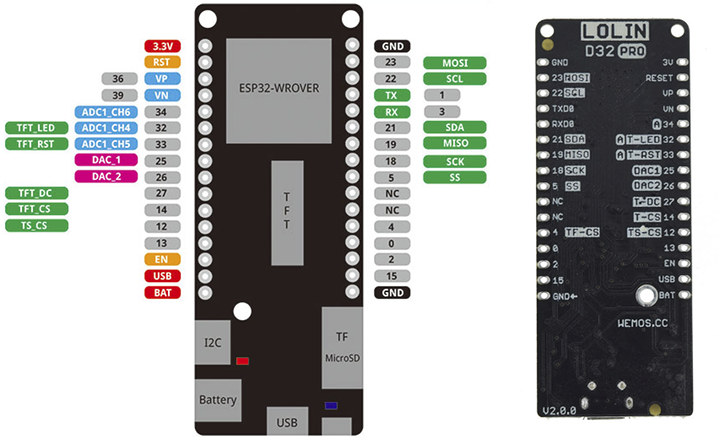 3.3V
RST
36 VP
39 VN
ADC1_CH6 34
TFT_LED ADC1_CH4 32
TFT_RST ADC1_CH5 33
DAC_1 25
DAC_2 26
TFT_DC 27
TFT_CS 14
TS_CS 12
13
EN
USB
BAT
ESP32-WROVER
TFT
I2C
TF
MicroSD
Battery
USB
GND
23 MOSI
22 SCL
TX 1
RX 3
21 SDA
19 MISO
18 SCK
5 SS
NC
NC
4
0
2
15
GND
LOLIN
D32 PRO
GND 3V
23 MOSI RESET
22 SCL VP
TXD0 VN
RXD0 A 34
21 SDA A T-LED 32
19 MISO A T-RST 33
18 SCK DAC1 25
5 SS DAC2 26
NC T-DC 27
NC T-CS 14
4 TF-CS TS-CS 12
0 13
2 EN
15 USB
GND BAT
WEMOS.CC
V2.0.0